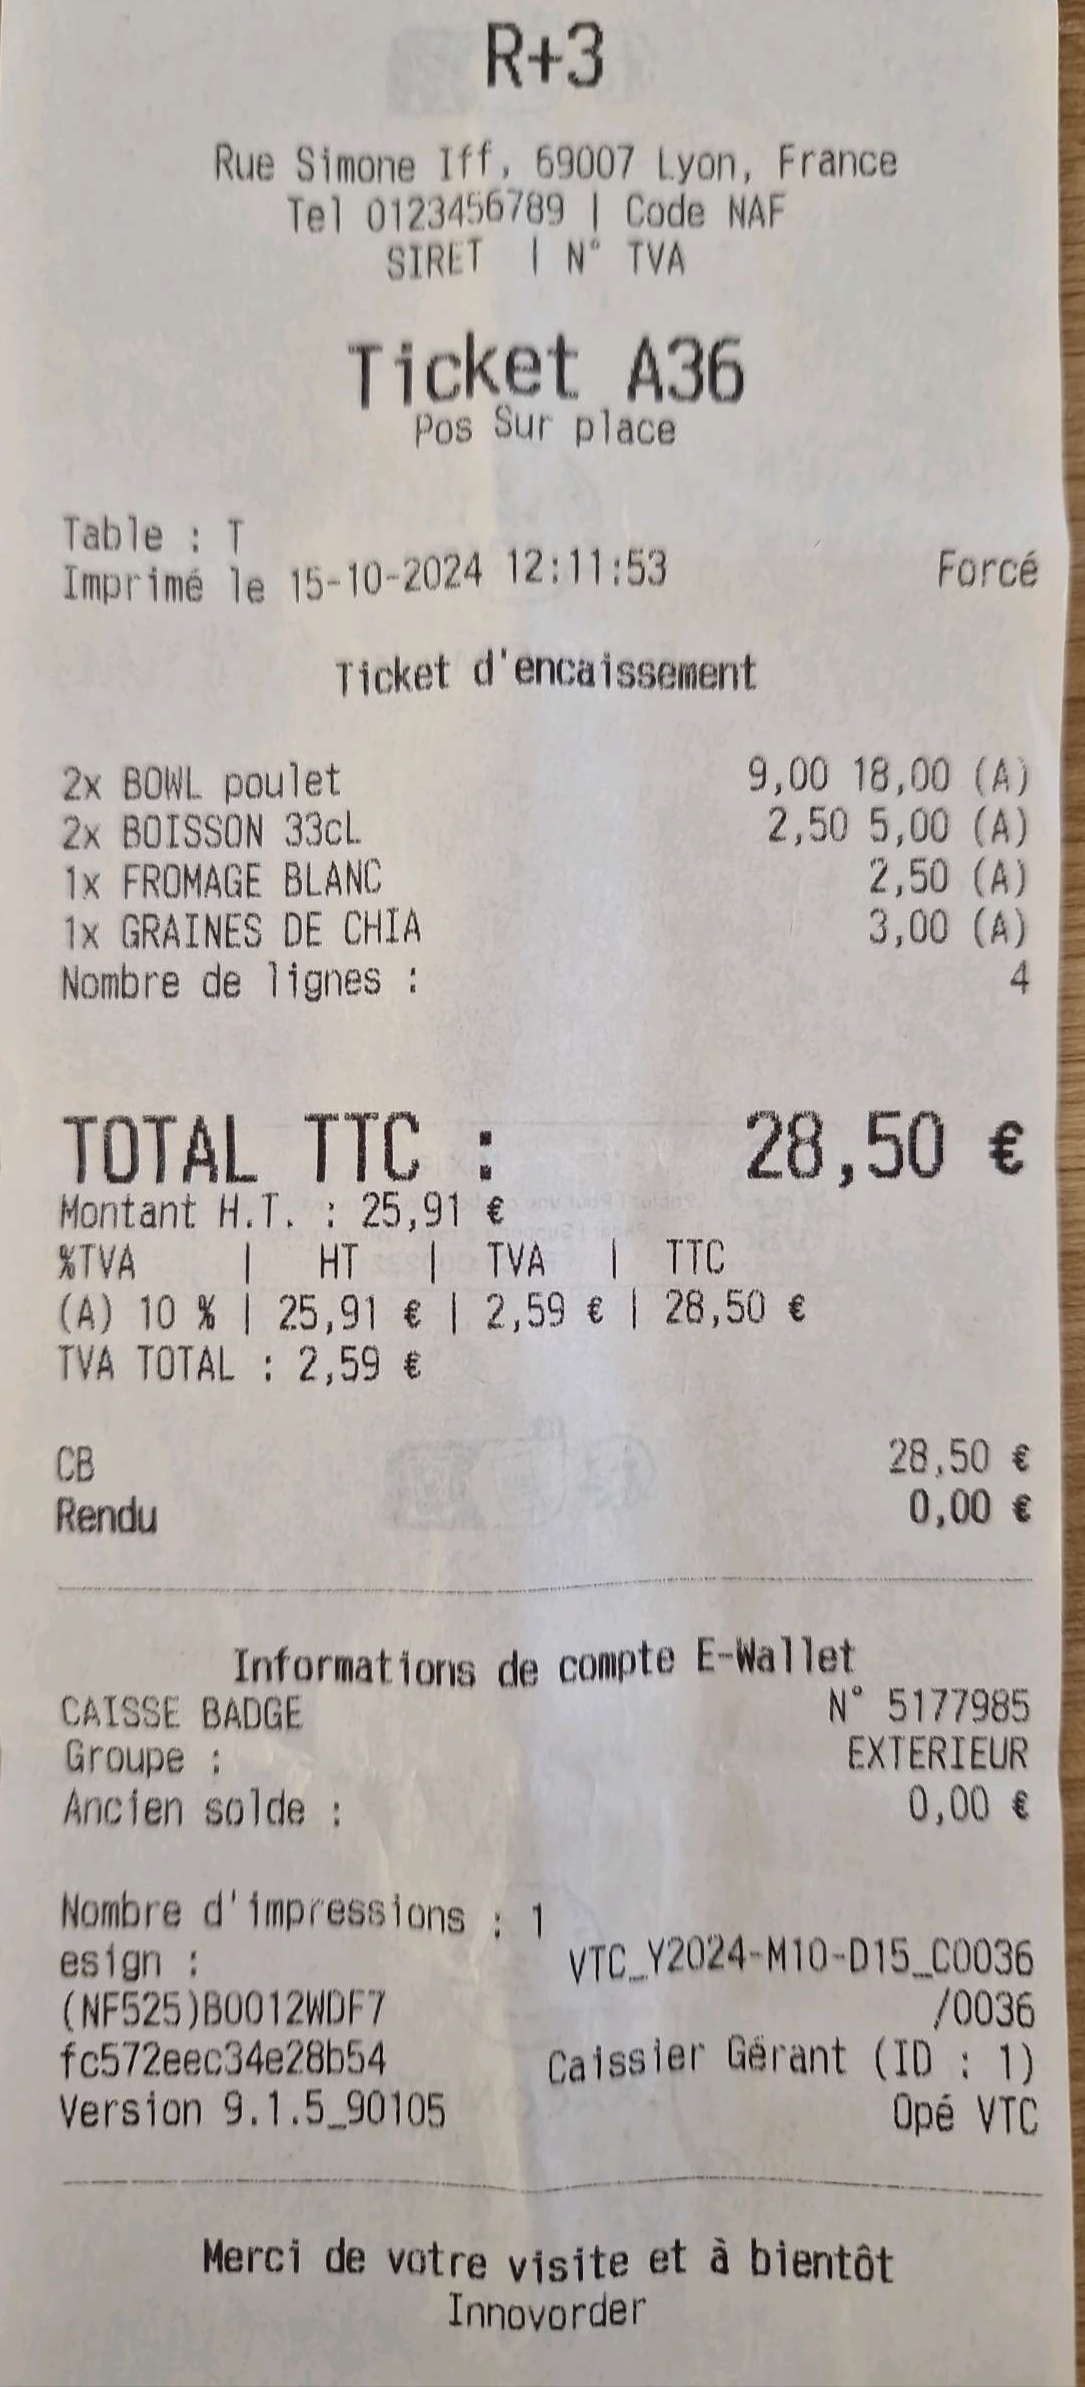 R+3
Rue Simone Iff, 69007 Lyon, France
Tel 0123456789 | Code NAF
SIRET | N° TVA
Ticket A36
Pos Sur place
Table : T
Imprimé le 15-10-2024 12:11:53 Forcé
Ticket d'encaissement
2x BOWL poulet 9,00 18,00 (A)
2x BOISSON 33cL 2,50 5,00 (A)
1x FROMAGE BLANC 2,50 (A)
1x GRAINES DE CHIA 3,00 (A)
Nombre de lignes : 4
TOTAL TTC : 28,50 €
Montant H.T. : 25,91 €
%TVA | HT | TVA | TTC
(A) 10 % | 25,91 € | 2,59 € | 28,50 €
TVA TOTAL : 2,59 €
CB 28,50 €
Rendu 0,00 €
Informations de compte E-Wallet
CAISSE BADGE N° 5177985
Groupe : EXTERIEUR
Ancien solde : 0,00 €
Nombre d'impressions : 1
esign : VTC_Y2024-M10-D15_C0036
(NF525)B0012WDF7 /0036
fc572eec34e28b54 Caissier Gérant (ID : 1)
Version 9.1.5_90105 Opé VTC
Merci de votre visite et à bientôt
Innovorder